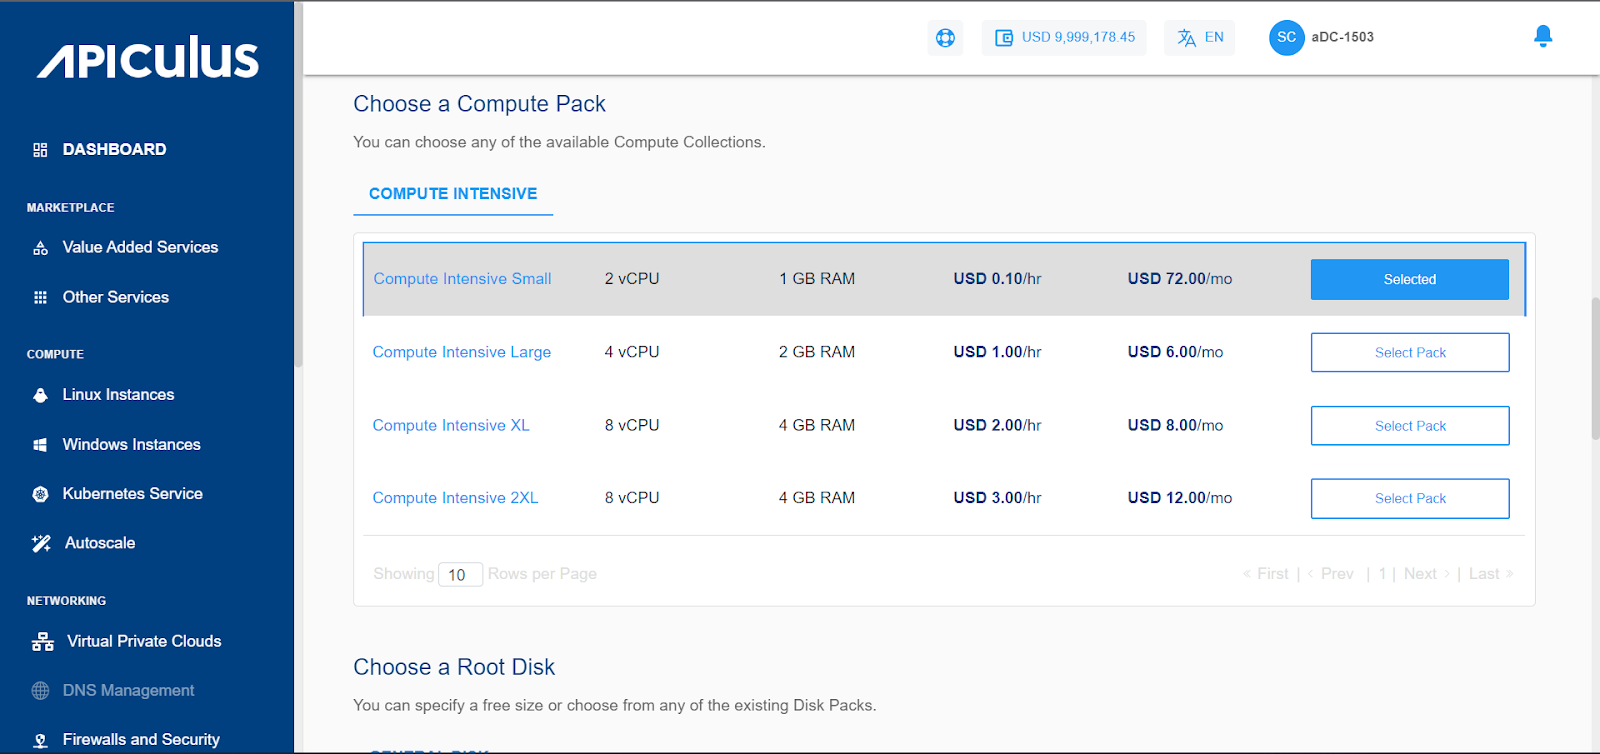 APICULUS
USD 9,999,178.45
EN
SC
aDC-1503
DASHBOARD
MARKETPLACE
Value Added Services
Other Services
COMPUTE
Linux Instances
Windows Instances
Kubernetes Service
Autoscale
NETWORKING
Virtual Private Clouds
DNS Management
Firewalls and Security
Choose a Compute Pack
You can choose any of the available Compute Collections.
COMPUTE INTENSIVE
Compute Intensive Small 2 vCPU 1 GB RAM USD 0.10/hr USD 72.00/mo Selected
Compute Intensive Large 4 vCPU 2 GB RAM USD 1.00/hr USD 6.00/mo Select Pack
Compute Intensive XL 8 vCPU 4 GB RAM USD 2.00/hr USD 8.00/mo Select Pack
Compute Intensive 2XL 8 vCPU 4 GB RAM USD 3.00/hr USD 12.00/mo Select Pack
Showing 10 Rows per Page « First | ‹ Prev | 1 | Next › | Last »
Choose a Root Disk
You can specify a free size or choose from any of the existing Disk Packs.